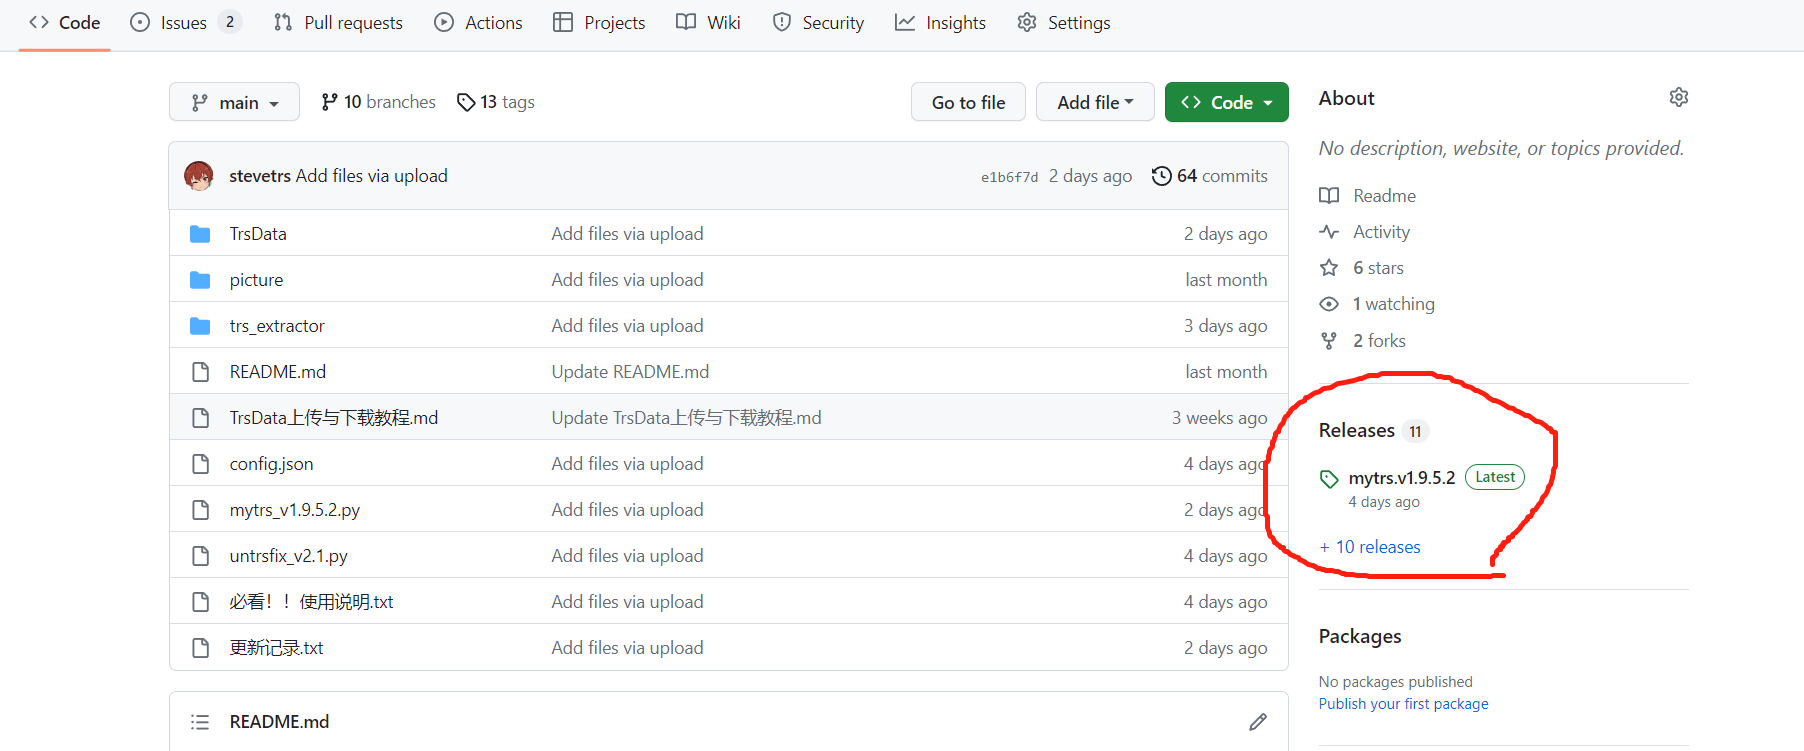 Code Issues 2 Pull requests Actions Projects Wiki Security Insights Settings
main 10 branches 13 tags Go to file Add file Code
stevetrs Add files via upload e1b6f7d 2 days ago 64 commits
TrsData Add files via upload 2 days ago
picture Add files via upload last month
trs_extractor Add files via upload 3 days ago
README.md Update README.md last month
TrsData上传与下载教程.md Update TrsData上传与下载教程.md 3 weeks ago
config.json Add files via upload 4 days ago
mytrs_v1.9.5.2.py Add files via upload 2 days ago
untrsfix_v2.1.py Add files via upload 4 days ago
必看！！使用说明.txt Add files via upload 4 days ago
更新记录.txt Add files via upload 2 days ago
README.md
About
No description, website, or topics provided.
Readme
Activity
6 stars
1 watching
2 forks
Releases 11
mytrs.v1.9.5.2 Latest
4 days ago
+ 10 releases
Packages
No packages published
Publish your first package